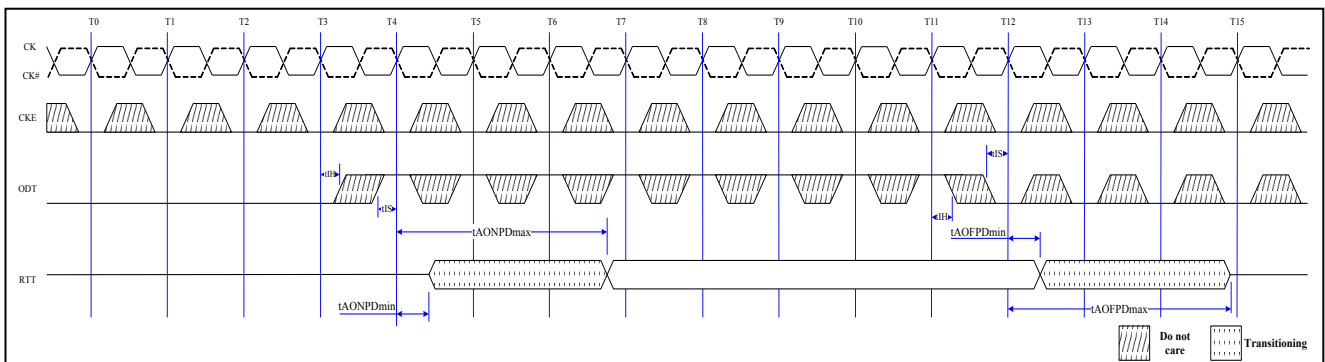 T0 T1 T2 T3 T4 T5 T6 T7 T8 T9 T10 T11 T12 T13 T14 T15
CK
CK#
CKE
tIS
tIH
ODT
tIS
tIH
tAONPDmax
tAOFPDmin
RTT
tAONPDmin
tAOFPDmax
Do not
care
Transitioning